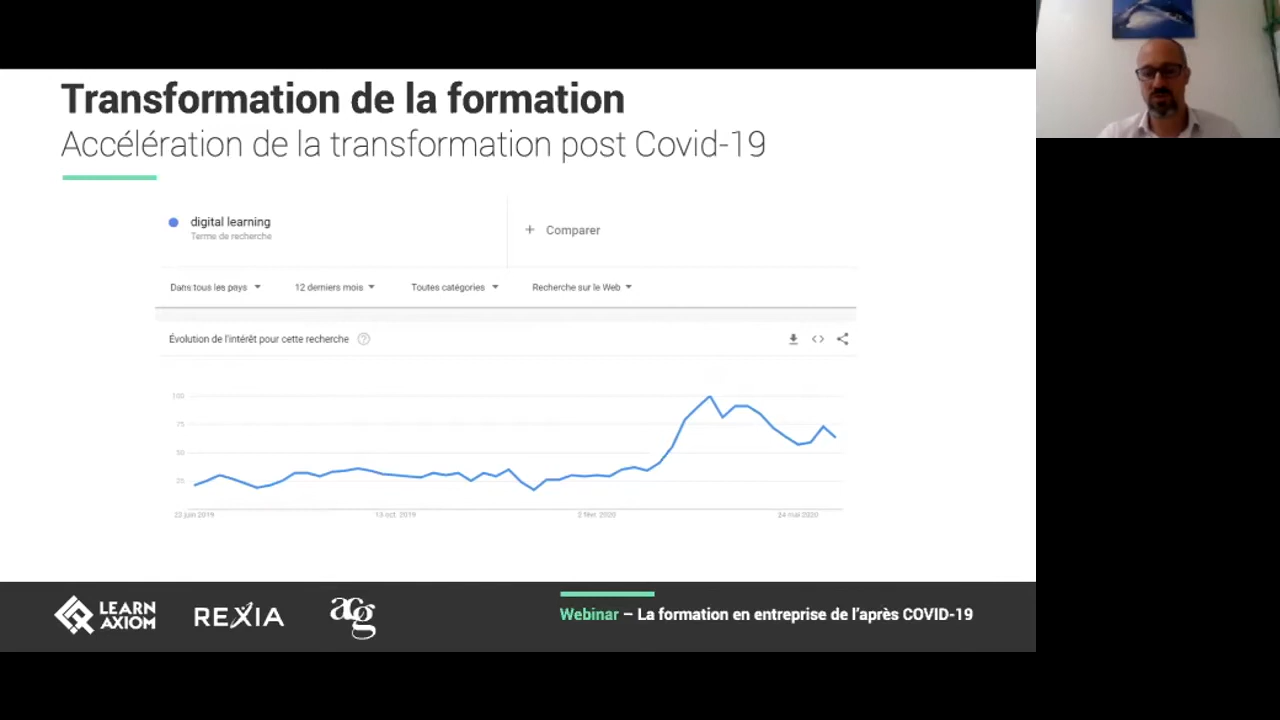 Transformation de la formation
Accélération de la transformation post Covid-19
digital learning
Terme de recherche
+ Comparer
Dans tous les pays
12 derniers mois
Toutes catégories
Recherche sur le Web
Évolution de l'intérêt pour cette recherche ?
100
75
50
25
23 juin 2019
13 oct. 2019
2 févr. 2020
24 mai 2020
LEARN
AXIOM
REXIA
acg
Webinar – La formation en entreprise de l'après COVID-19